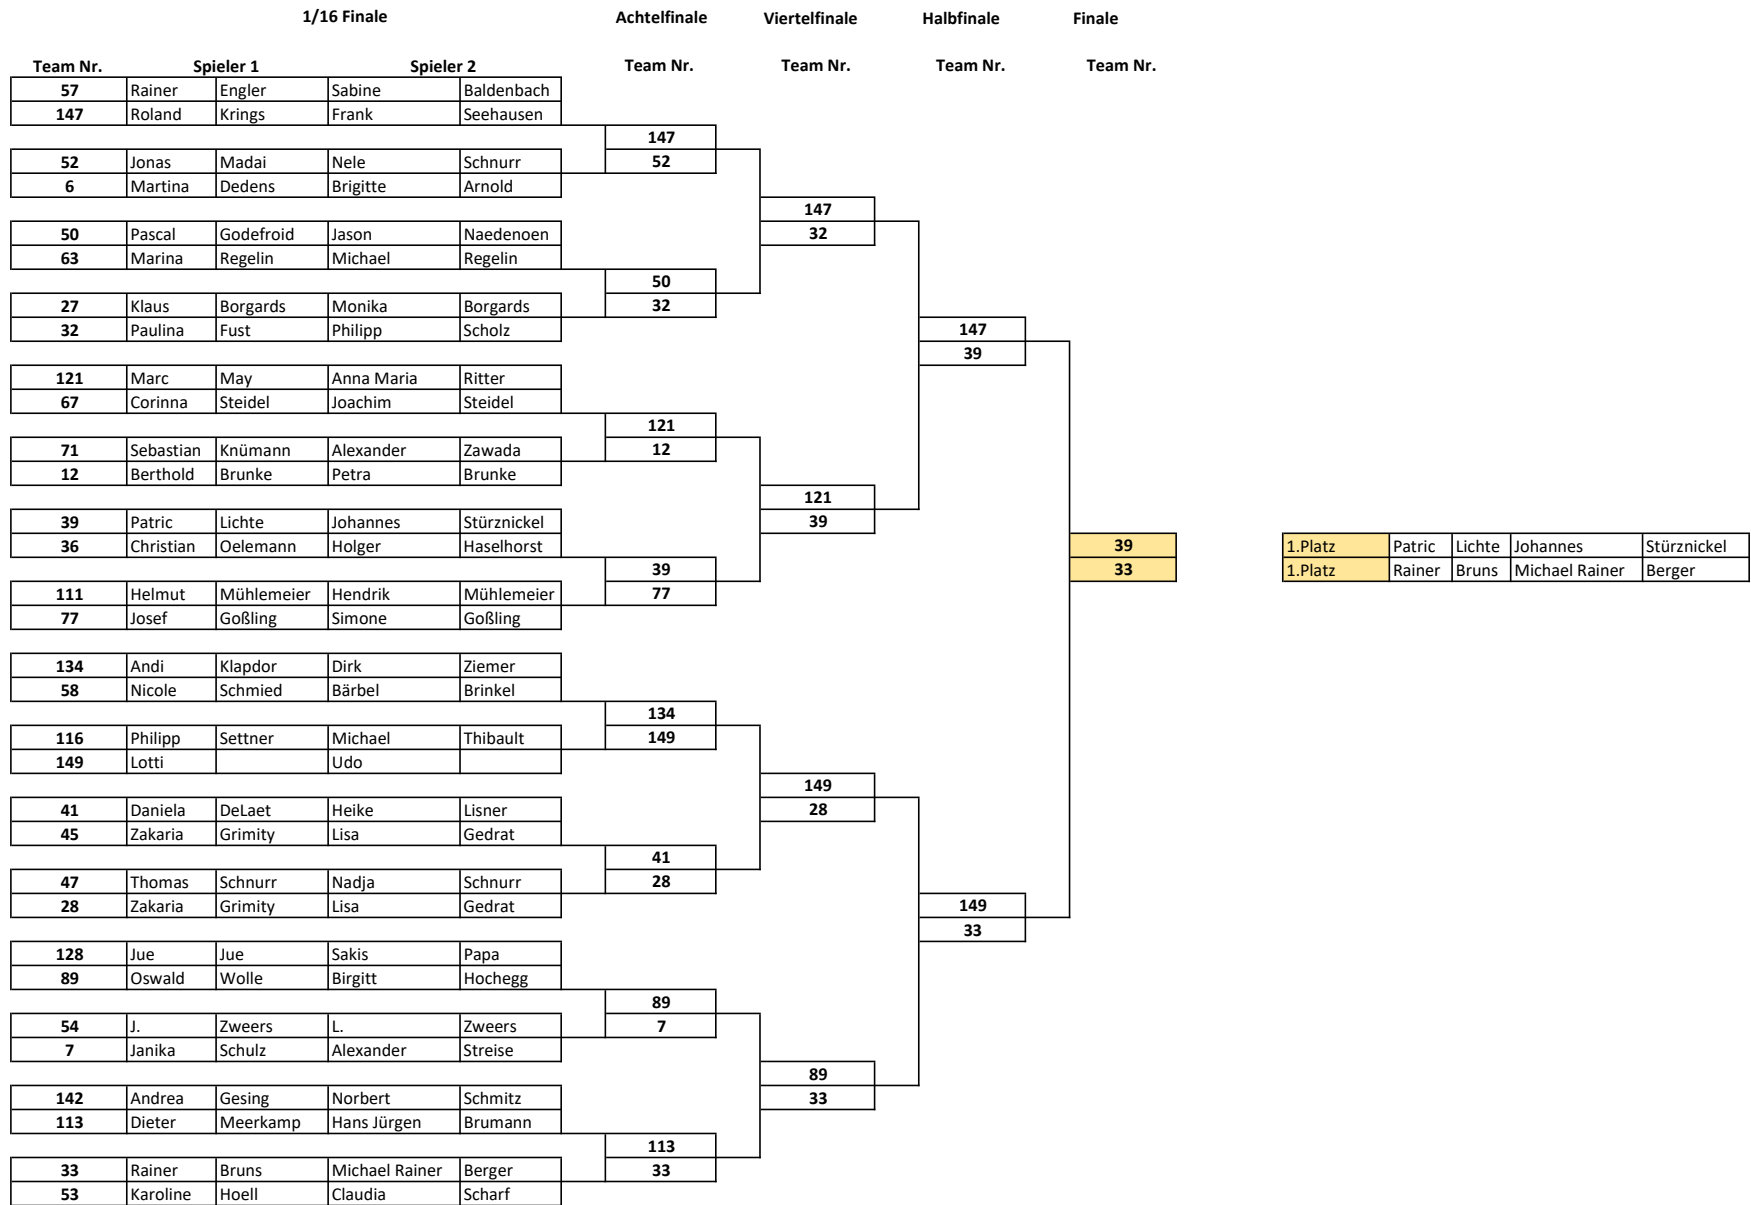 1/16 Finale Achtelfinale Viertelfinale Halbfinale Finale
Team Nr. Spieler 1 Spieler 2 Team Nr. Team Nr. Team Nr. Team Nr.
57 Rainer Engler Sabine Baldenbach
147 Roland Krings Frank Seehausen
147
52 Jonas Madai Nele Schnurr 52
6 Martina Dedens Brigitte Arnold
147
50 Pascal Godefroid Jason Naedenoen 32
63 Marina Regelin Michael Regelin
50
27 Klaus Borgards Monika Borgards 32
32 Paulina Fust Philipp Scholz 147
39
121 Marc May Anna Maria Ritter
67 Corinna Steidel Joachim Steidel
121
71 Sebastian Knümann Alexander Zawada 12
12 Berthold Brunke Petra Brunke
121
39 Patric Lichte Johannes Stürznickel 39
36 Christian Oelemann Holger Haselhorst 39 1.Platz Patric Lichte Johannes Stürznickel
39 33 1.Platz Rainer Bruns Michael Rainer Berger
111 Helmut Mühlemeier Hendrik Mühlemeier 77
77 Josef Goßling Simone Goßling
134 Andi Klapdor Dirk Ziemer
58 Nicole Schmied Bärbel Brinkel
134
116 Philipp Settner Michael Thibault 149
149 Lotti Udo
149
41 Daniela DeLaet Heike Lisner 28
45 Zakaria Grimity Lisa Gedrat
41
47 Thomas Schnurr Nadja Schnurr 28
28 Zakaria Grimity Lisa Gedrat 149
33
128 Jue Jue Sakis Papa
89 Oswald Wolle Birgitt Hochegg
89
54 J. Zweers L. Zweers 7
7 Janika Schulz Alexander Streise
89
142 Andrea Gesing Norbert Schmitz 33
113 Dieter Meerkamp Hans Jürgen Brumann
113
33 Rainer Bruns Michael Rainer Berger 33
53 Karoline Hoell Claudia Scharf